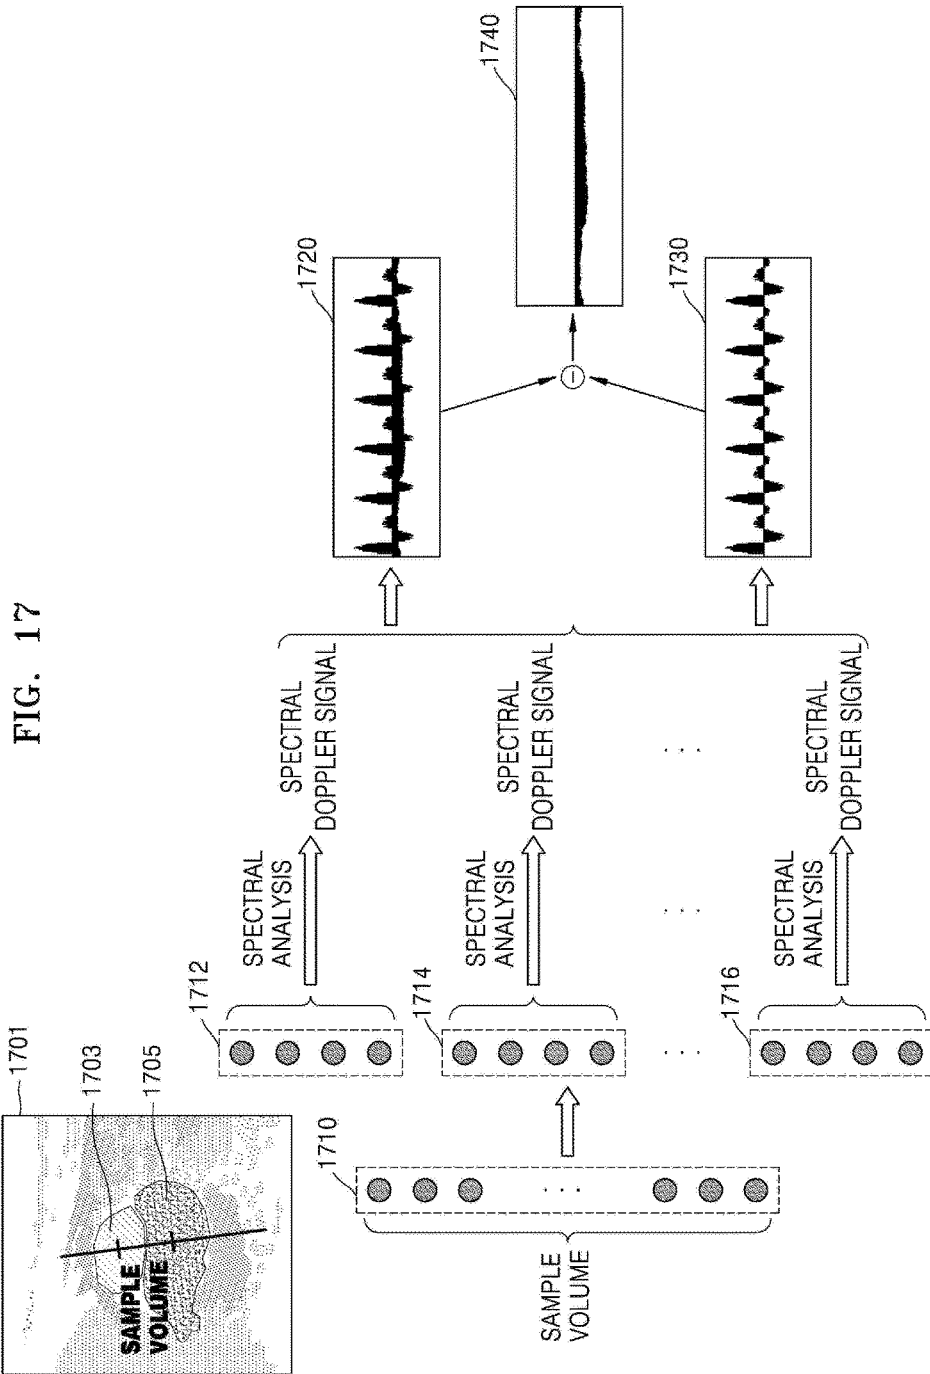 FIG. 17
1701
1703
1705
SAMPLE
VOLUME
SAMPLE
VOLUME
1710
1712
1714
1716
SPECTRAL
ANALYSIS
SPECTRAL
DOPPLER SIGNAL
SPECTRAL
ANALYSIS
SPECTRAL
DOPPLER SIGNAL
. . .
. . .
. . .
. . .
SPECTRAL
ANALYSIS
SPECTRAL
DOPPLER SIGNAL
1720
1730
1740